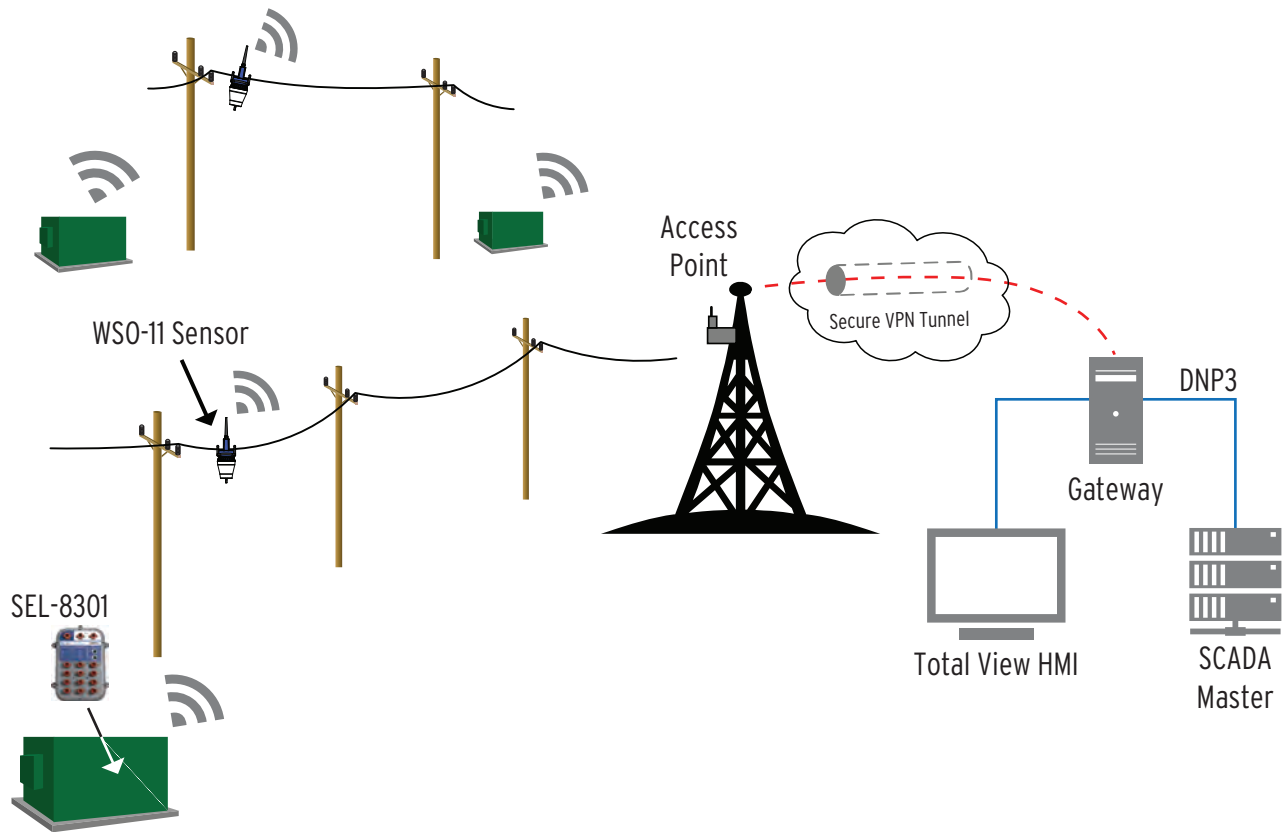 Access
Point
Secure VPN Tunnel
WSO-11 Sensor
DNP3
Gateway
SEL-8301
Total View HMI
SCADA
Master